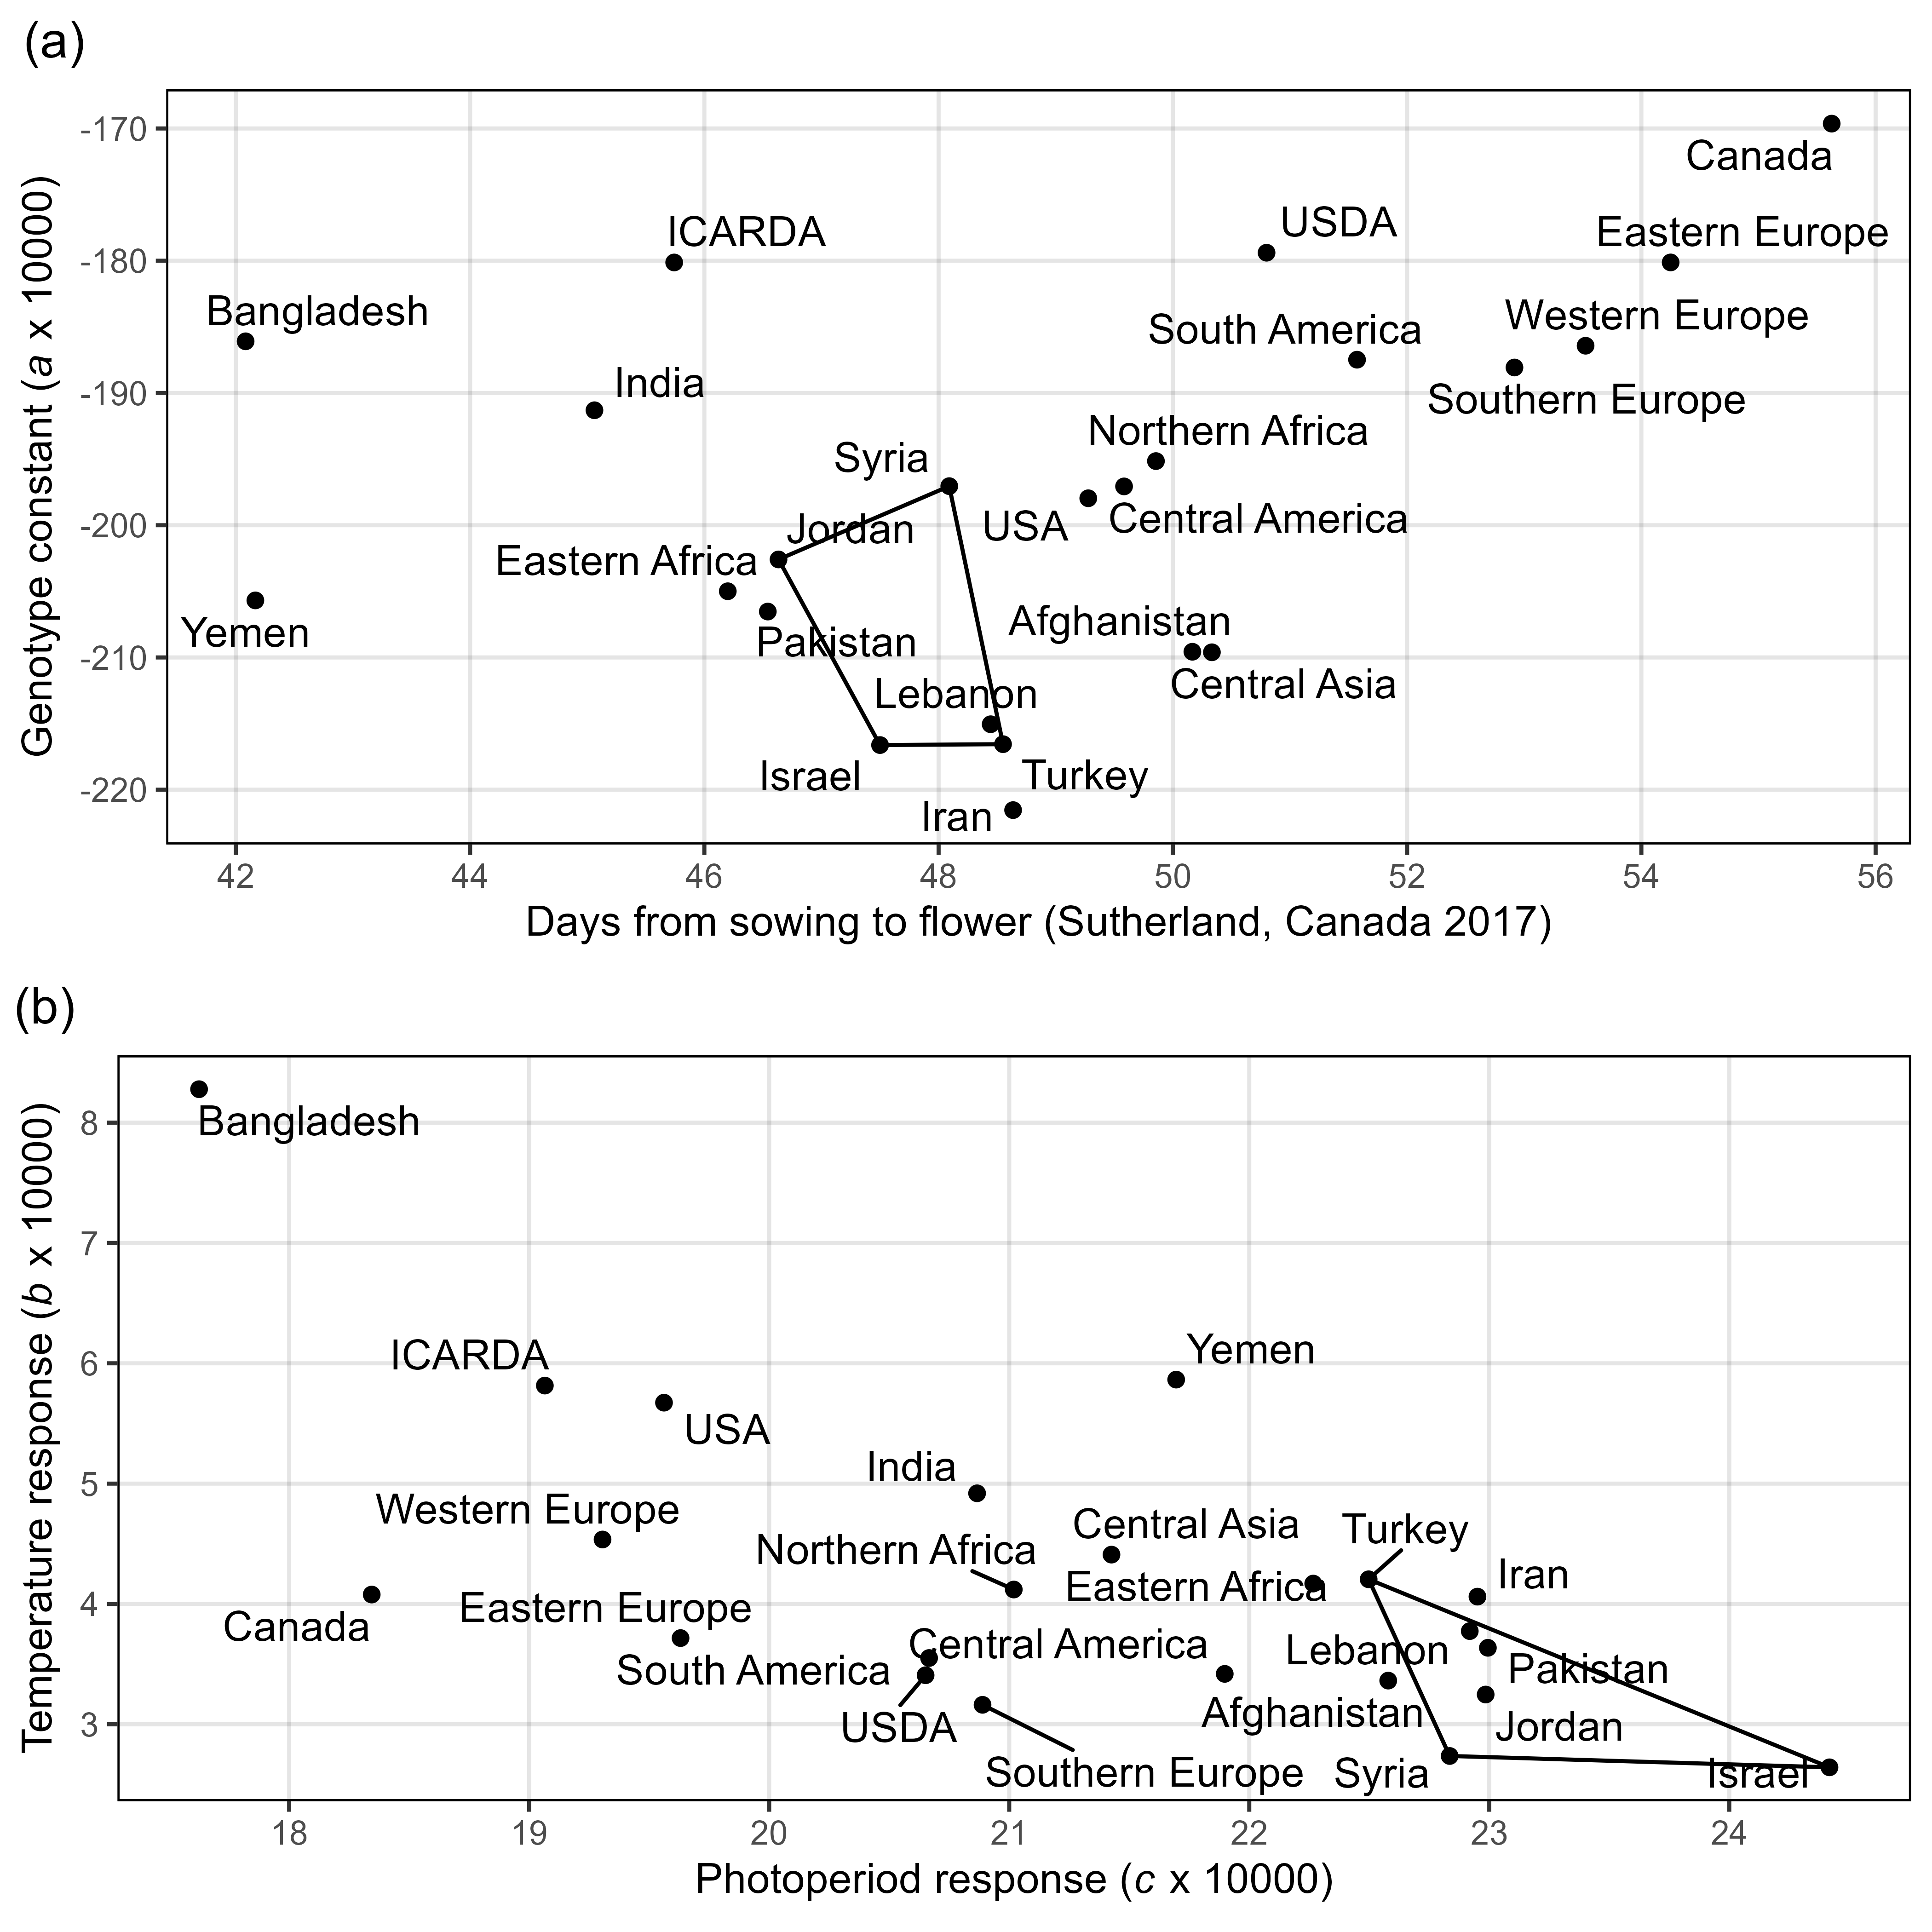 (a)
Genotype constant (a x 10000)
-170
-180
-190
-200
-210
-220
Canada
ICARDA
USDA
Eastern Europe
Bangladesh
Western Europe
South America
India
Southern Europe
Northern Africa
Syria
USA
Central America
Jordan
Eastern Africa
Afghanistan
Yemen
Pakistan
Central Asia
Lebanon
Israel
Turkey
Iran
42 44 46 48 50 52 54 56
Days from sowing to flower (Sutherland, Canada 2017)
(b)
Temperature response (b x 10000)
8
7
6
5
4
3
Bangladesh
ICARDA
Yemen
USA
India
Western Europe
Central Asia
Turkey
Northern Africa
Iran
Eastern Africa
Eastern Europe
Canada
Central America
Lebanon
South America
Pakistan
Afghanistan
USDA
Jordan
Southern Europe
Syria
Israel
18 19 20 21 22 23 24
Photoperiod response (c x 10000)